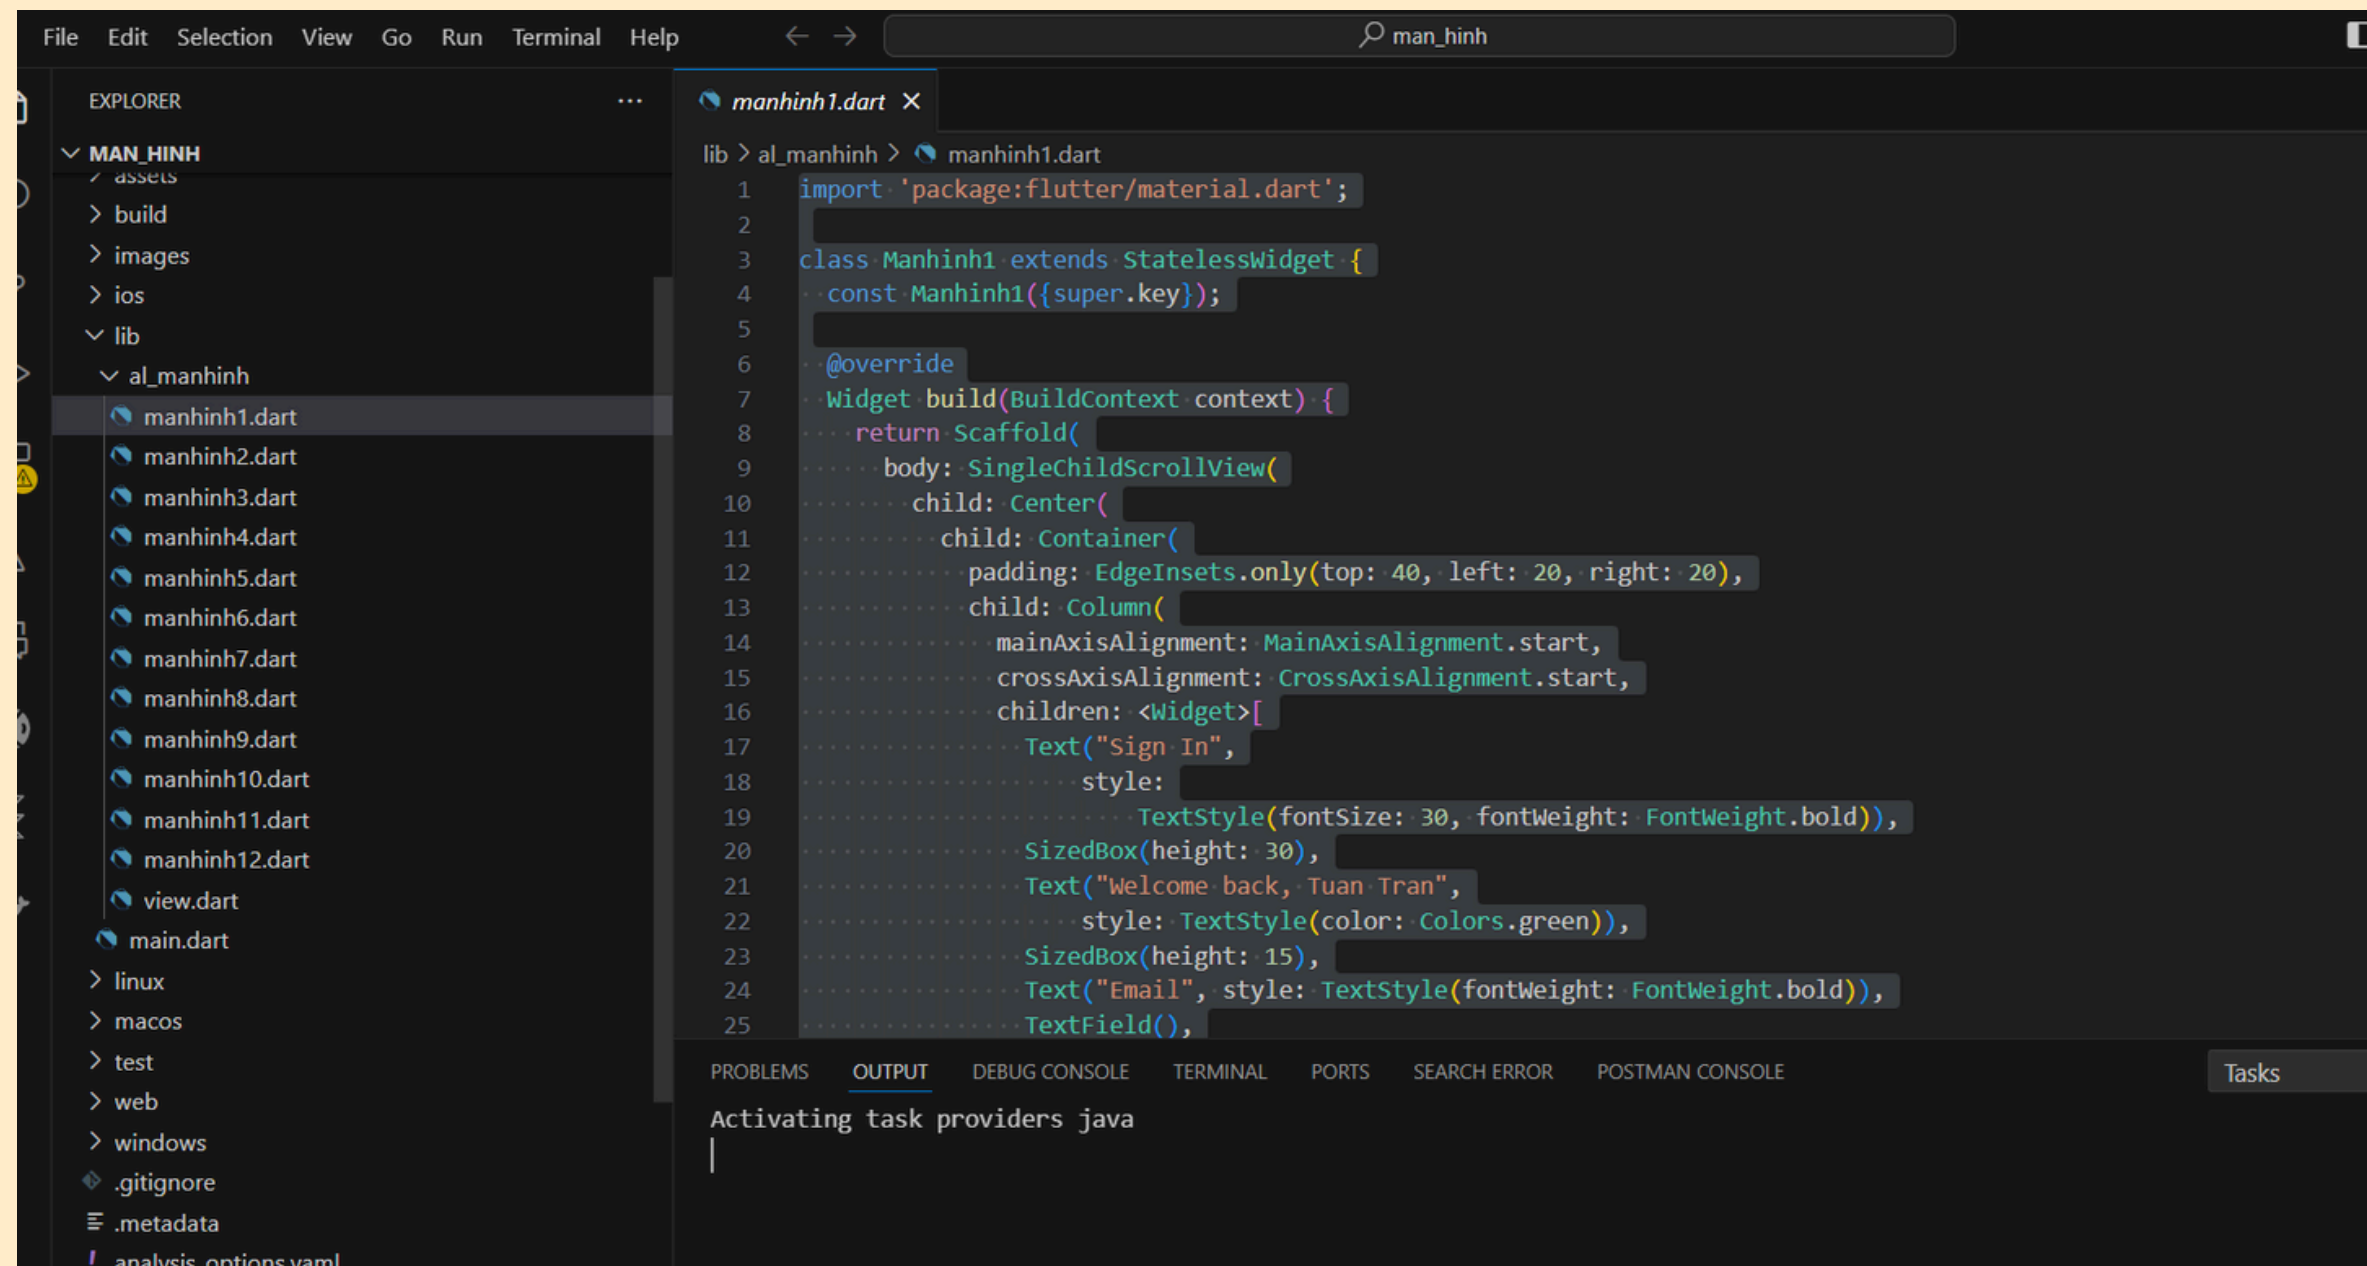 File Edit Selection View Go Run Terminal Help
man_hinh
EXPLORER
MAN_HINH
assets
build
images
ios
lib
al_manhinh
manhinh1.dart
manhinh2.dart
manhinh3.dart
manhinh4.dart
manhinh5.dart
manhinh6.dart
manhinh7.dart
manhinh8.dart
manhinh9.dart
manhinh10.dart
manhinh11.dart
manhinh12.dart
view.dart
main.dart
linux
macos
test
web
windows
.gitignore
.metadata
analysis_options.yaml
manhinh1.dart
lib > al_manhinh > manhinh1.dart
1 import 'package:flutter/material.dart';
2
3 class Manhinh1 extends StatelessWidget {
4 const Manhinh1({super.key});
5
6 @override
7 Widget build(BuildContext context) {
8 return Scaffold(
9 body: SingleChildScrollView(
10 child: Center(
11 child: Container(
12 padding: EdgeInsets.only(top: 40, left: 20, right: 20),
13 child: Column(
14 mainAxisAlignment: MainAxisAlignment.start,
15 crossAxisAlignment: CrossAxisAlignment.start,
16 children: <Widget>[
17 Text("Sign In",
18 style:
19 TextStyle(fontSize: 30, fontWeight: FontWeight.bold)),
20 SizedBox(height: 30),
21 Text("Welcome back, Tuan Tran",
22 style: TextStyle(color: Colors.green)),
23 SizedBox(height: 15),
24 Text("Email", style: TextStyle(fontWeight: FontWeight.bold)),
25 TextField(),
PROBLEMS OUTPUT DEBUG CONSOLE TERMINAL PORTS SEARCH ERROR POSTMAN CONSOLE
Tasks
Activating task providers java